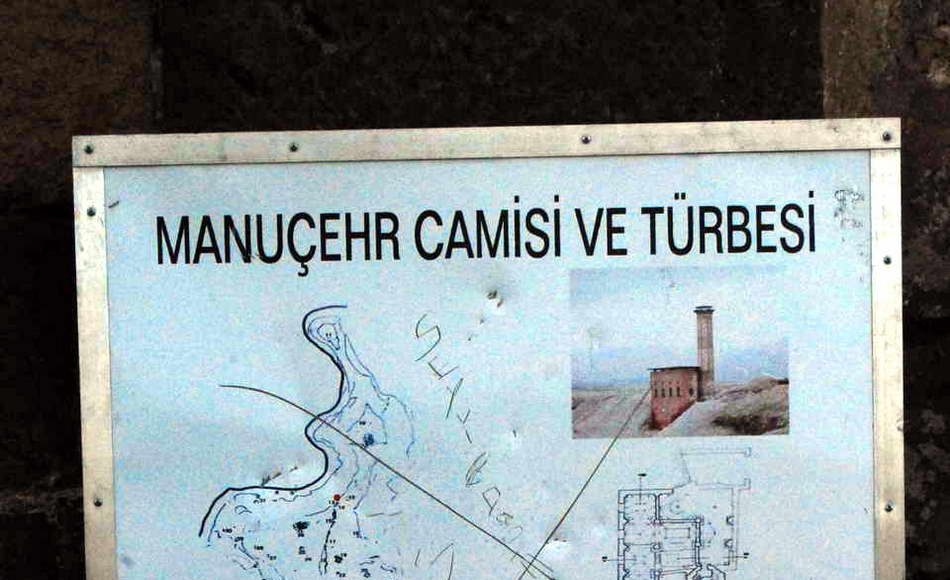 MANUÇEHR CAMİSİ VE TÜRBESİ